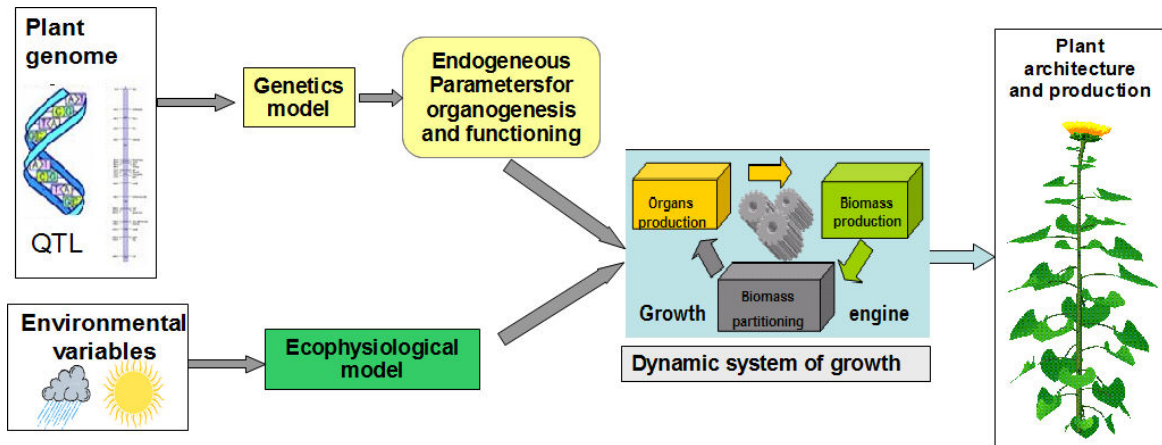 Plant
genome
QTL
Genetics
model
Endogeneous
Parametersfor
organogenesis
and functioning
Environmental
variables
Ecophysiological
model
Organs
production
Biomass
production
Biomass
partitioning
Growth
engine
Dynamic system of growth
Plant
architecture
and production